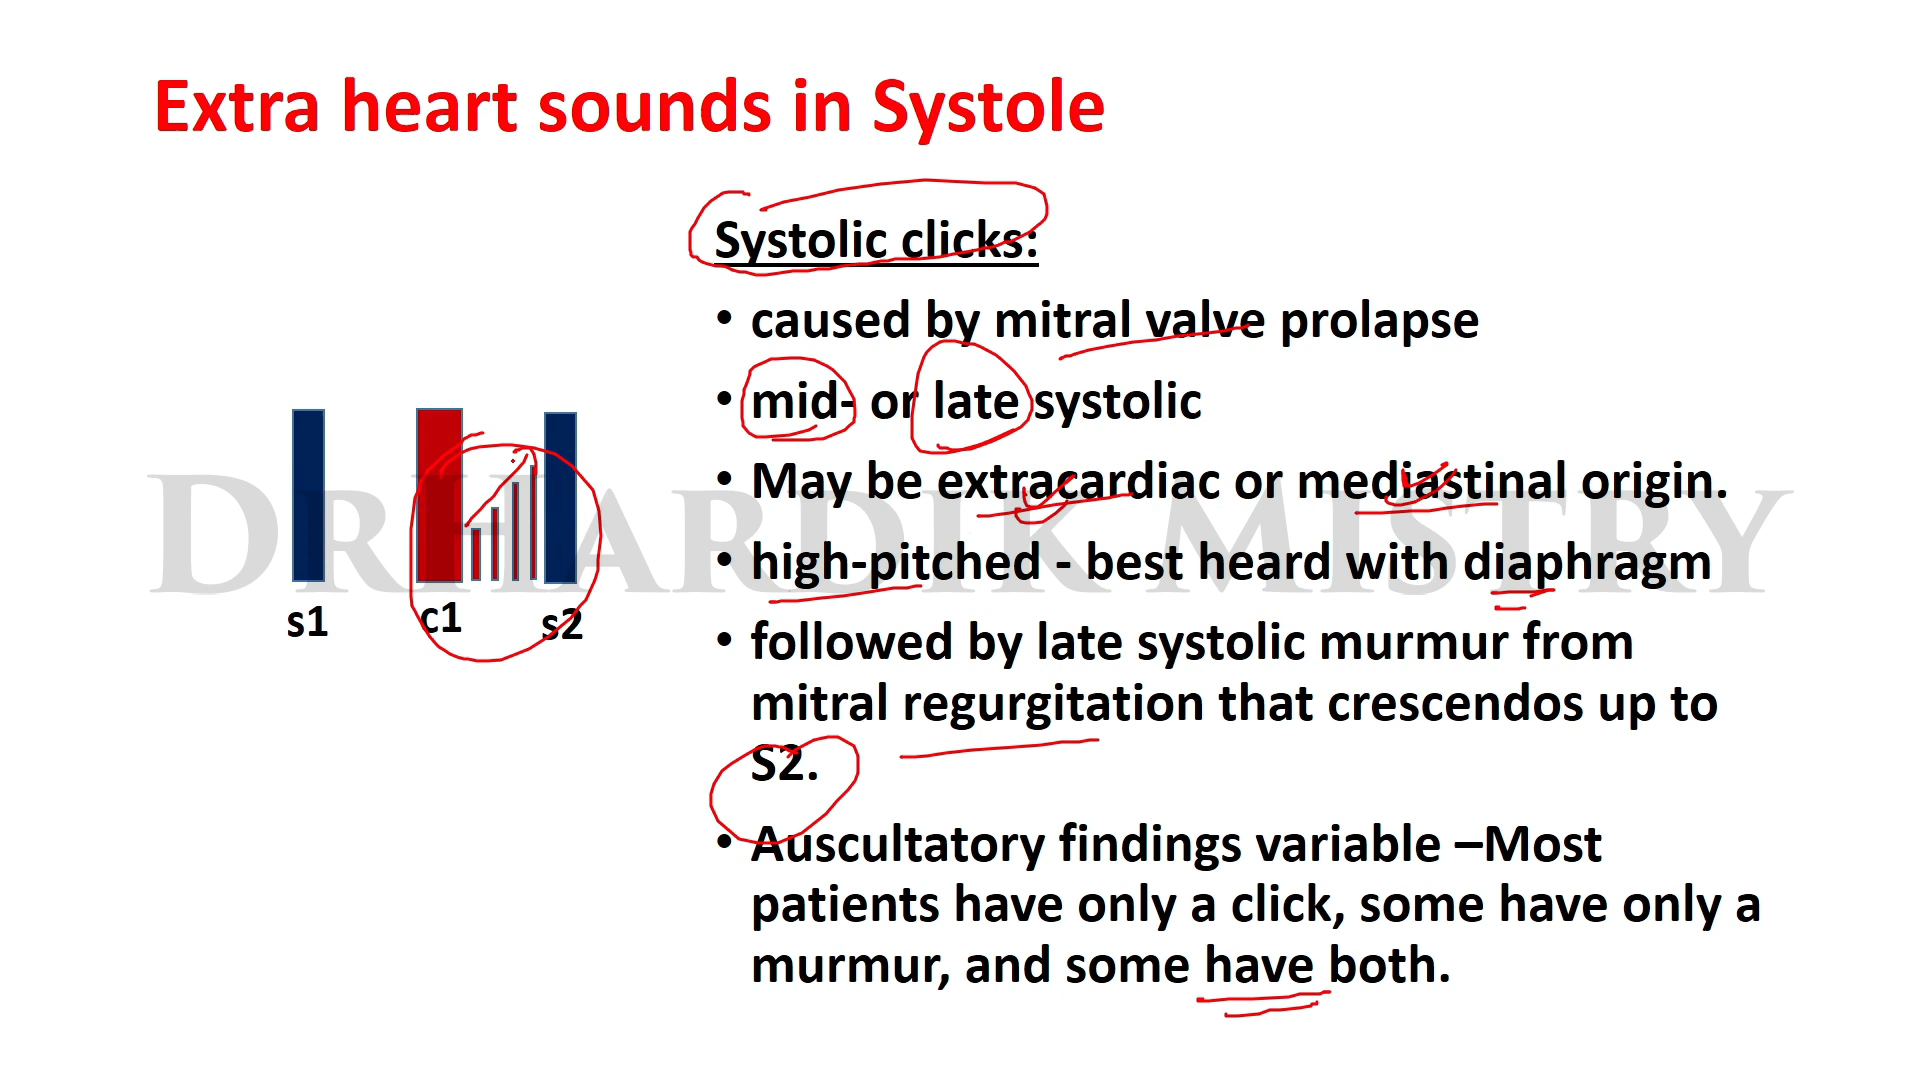 Extra heart sounds in Systole
Systolic clicks:
• caused by mitral valve prolapse
• mid- or late systolic
• May be extracardiac or mediastinal origin.
• high-pitched - best heard with diaphragm
• followed by late systolic murmur from
mitral regurgitation that crescendos up to
S2.
• Auscultatory findings variable –Most
patients have only a click, some have only a
murmur, and some have both.
s1 c1 s2
DRHARDIK MISTRY